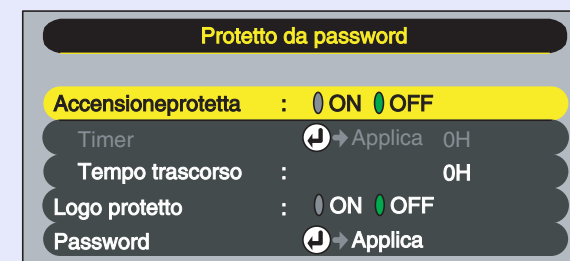 Protetto da password
Accensioneprotetta : ON OFF
Timer Applica 0H
Tempo trascorso : 0H
Logo protetto : ON OFF
Password Applica